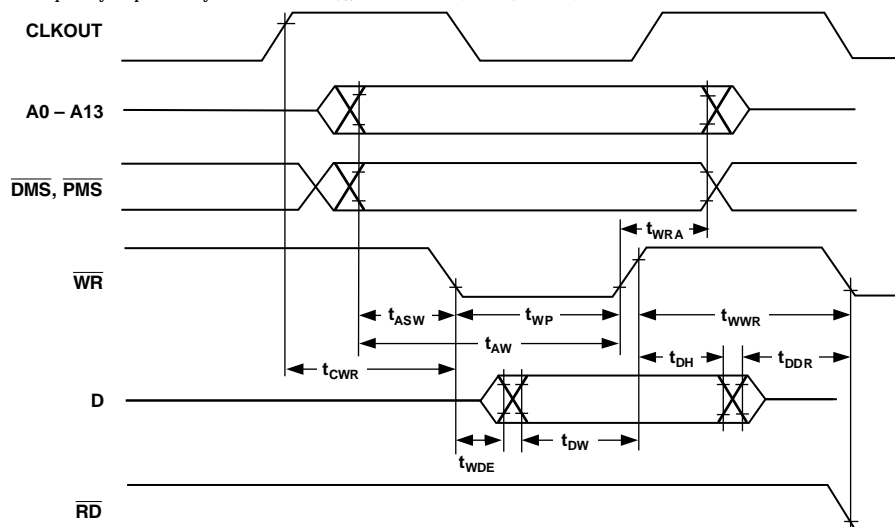 CLKOUT
A0 – A13
DMS, PMS
tWRA
WR
tASW
tWP
tWWR
tAW
tCWR
tDH
tDDR
D
tWDE
tDW
RD